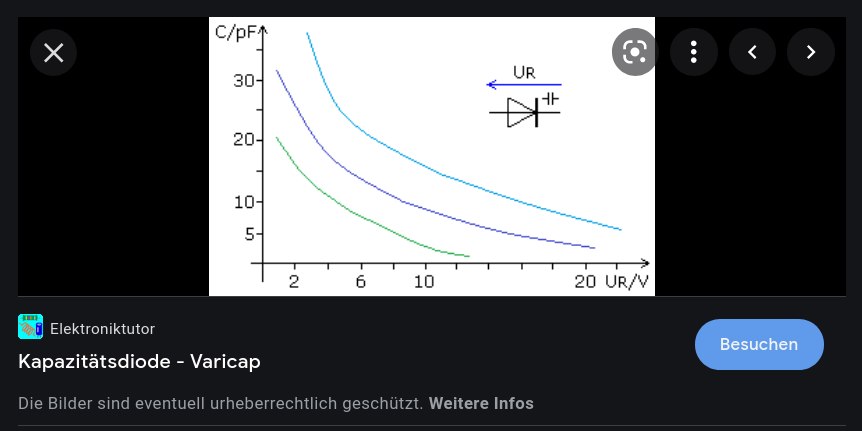 C/pF
UR
30
20
10
5
2 6 10 20 UR/V
Elektroniktutor
Kapazitätsdiode - Varicap
Besuchen
Die Bilder sind eventuell urheberrechtlich geschützt. Weitere Infos